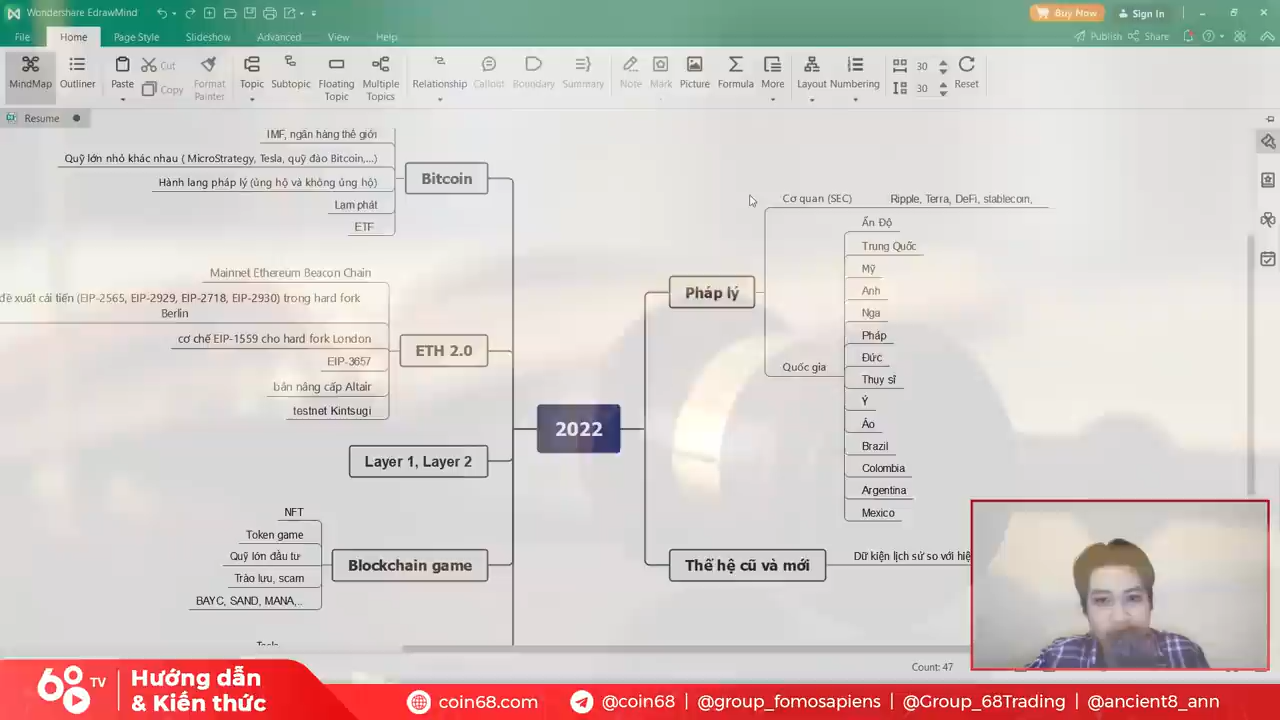 Wondershare EdrawMind
Buy Now
Sign In
File
Home
Page Style
Slideshow
Advanced
View
Help
Publish
Share
MindMap
Outliner
Paste
Cut
Copy
Format
Painter
Topic
Subtopic
Floating
Topic
Multiple
Topics
Relationship
Callout
Boundary
Summary
Note
Mark
Picture
Formula
More
Layout
Numbering
30
30
Reset
Resume
IMF, ngân hàng thế giới
Quỹ lớn nhỏ khác nhau ( MicroStrategy, Tesla, quỹ đào Bitcoin,...)
Hành lang pháp lý (ủng hộ và không ủng hộ)
Lạm phát
ETF
Bitcoin
Mainnet Ethereum Beacon Chain
đề xuất cải tiến (EIP-2565, EIP-2929, EIP-2718, EIP-2930) trong hard fork
Berlin
cơ chế EIP-1559 cho hard fork London
EIP-3657
bản nâng cấp Altair
testnet Kintsugi
ETH 2.0
Layer 1, Layer 2
NFT
Token game
Quỹ lớn đầu tư
Trào lưu, scam
BAYC, SAND, MANA,..
Blockchain game
2022
Pháp lý
Cơ quan (SEC)
Ripple, Terra, DeFi, stablecoin,
Quốc gia
Ấn Độ
Trung Quốc
Mỹ
Anh
Nga
Pháp
Đức
Thụy sĩ
Ý
Áo
Brazil
Colombia
Argentina
Mexico
Thế hệ cũ và mới
Dữ kiện lịch sử so với hiệ
Count: 47
68 TV
Hướng dẫn
& Kiến thức
coin68.com
@coin68 | @group_fomosapiens | @Group_68Trading | @ancient8_ann